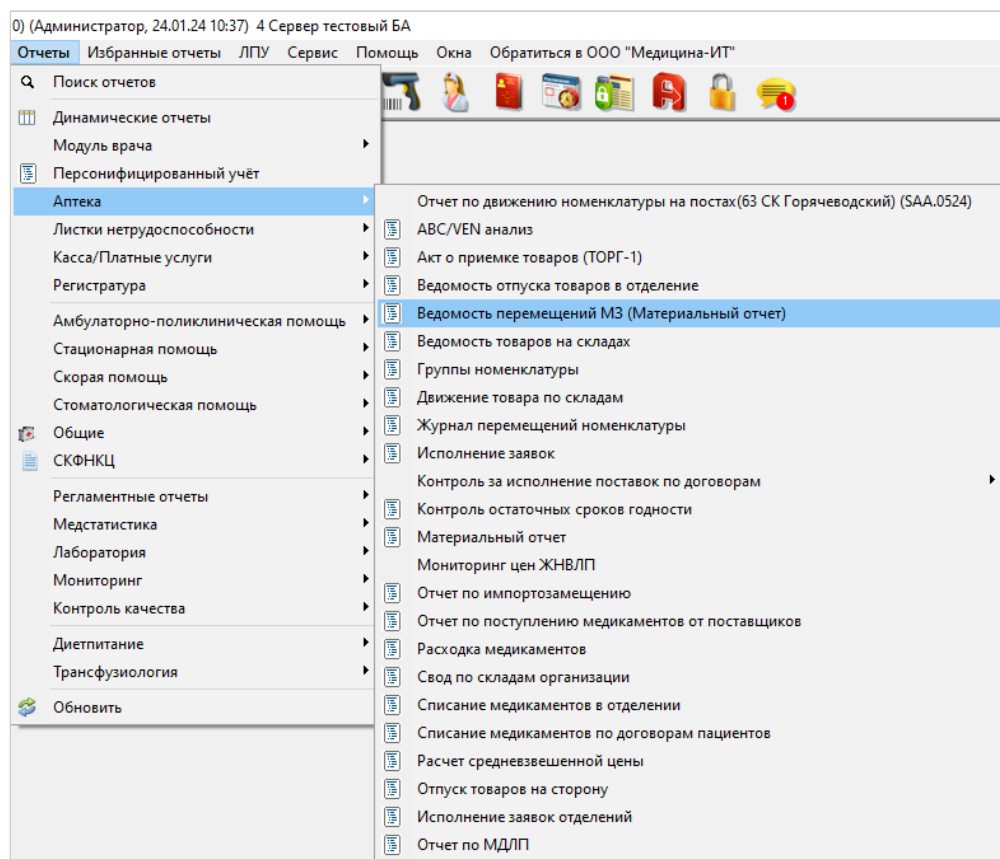 0) (Администратор, 24.01.24 10:37) 4 Сервер тестовый БА
Отчеты Избранные отчеты ЛПУ Сервис Помощь Окна Обратиться в ООО "Медицина-ИТ"
1
Поиск отчетов
Динамические отчеты
Модуль врача
Персонифицированный учёт
Аптека
Листки нетрудоспособности
Касса/Платные услуги
Регистратура
Амбулаторно-поликлиническая помощь
Стационарная помощь
Скорая помощь
Стоматологическая помощь
Общие
СКФНКЦ
Регламентные отчеты
Медстатистика
Лаборатория
Мониторинг
Контроль качества
Диетпитание
Трансфузиология
Обновить
Отчет по движению номенклатуры на постах(63 СК Горячеводский) (SAA.0524)
ABC/VEN анализ
Акт о приемке товаров (ТОРГ-1)
Ведомость отпуска товаров в отделение
Ведомость перемещений МЗ (Материальный отчет)
Ведомость товаров на складах
Группы номенклатуры
Движение товара по складам
Журнал перемещений номенклатуры
Исполнение заявок
Контроль за исполнение поставок по договорам
Контроль остаточных сроков годности
Материальный отчет
Мониторинг цен ЖНВЛП
Отчет по импортозамещению
Отчет по поступлению медикаментов от поставщиков
Расходка медикаментов
Свод по складам организации
Списание медикаментов в отделении
Списание медикаментов по договорам пациентов
Расчет средневзвешенной цены
Отпуск товаров на сторону
Исполнение заявок отделений
Отчет по МДЛП